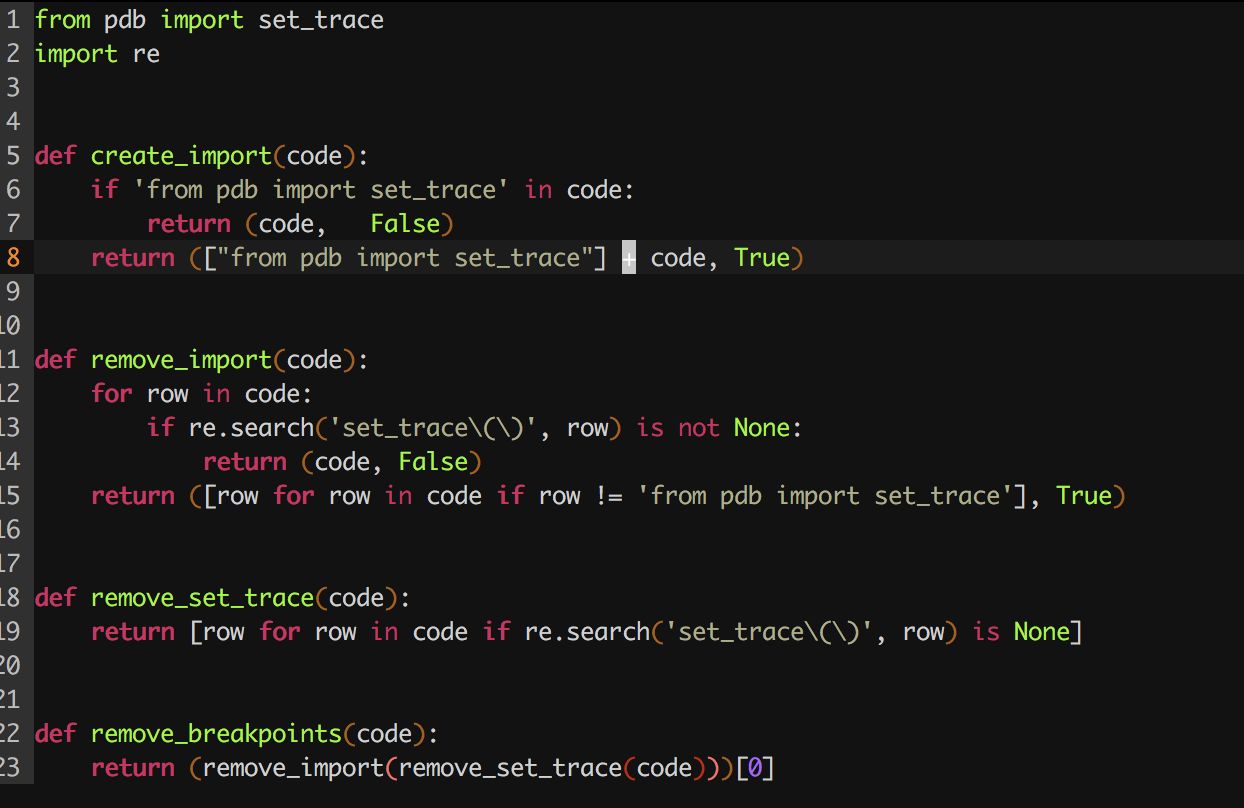 1 from pdb import set_trace
2 import re
3
4
5 def create_import(code):
6     if 'from pdb import set_trace' in code:
7         return (code,   False)
8     return (["from pdb import set_trace"] + code, True)
9
10
11 def remove_import(code):
12     for row in code:
13         if re.search('set_trace\(\)', row) is not None:
14             return (code, False)
15     return ([row for row in code if row != 'from pdb import set_trace'], True)
16
17
18 def remove_set_trace(code):
19     return [row for row in code if re.search('set_trace\(\)', row) is None]
20
21
22 def remove_breakpoints(code):
23     return (remove_import(remove_set_trace(code)))[0]